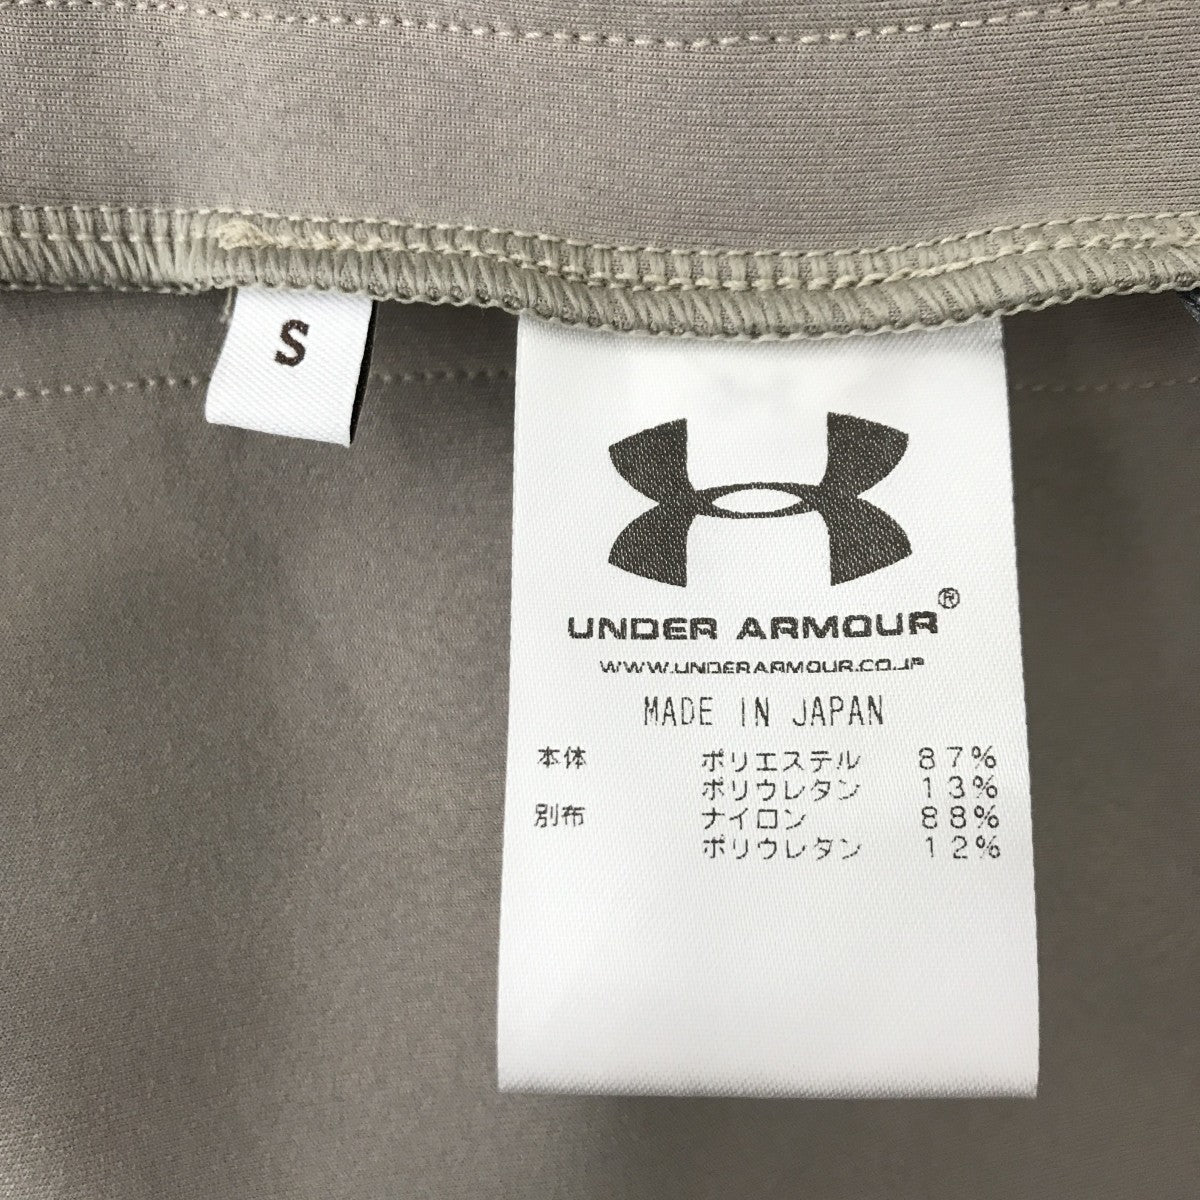 S
UNDER ARMOUR®
WWW.UNDERARMOUR.CO.JP
MADE IN JAPAN
本体 ポリエステル 87%
ポリウレタン 13%
別布 ナイロン 88%
ポリウレタン 12%